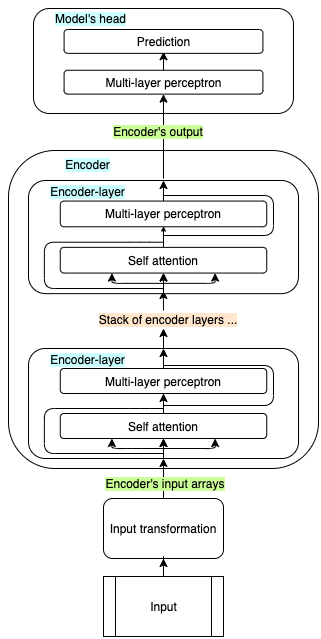 Model's head
Prediction
Multi-layer perceptron
Encoder's output
Encoder
Encoder-layer
Multi-layer perceptron
Self attention
Stack of encoder layers ...
Encoder-layer
Multi-layer perceptron
Self attention
Encoder's input arrays
Input transformation
Input